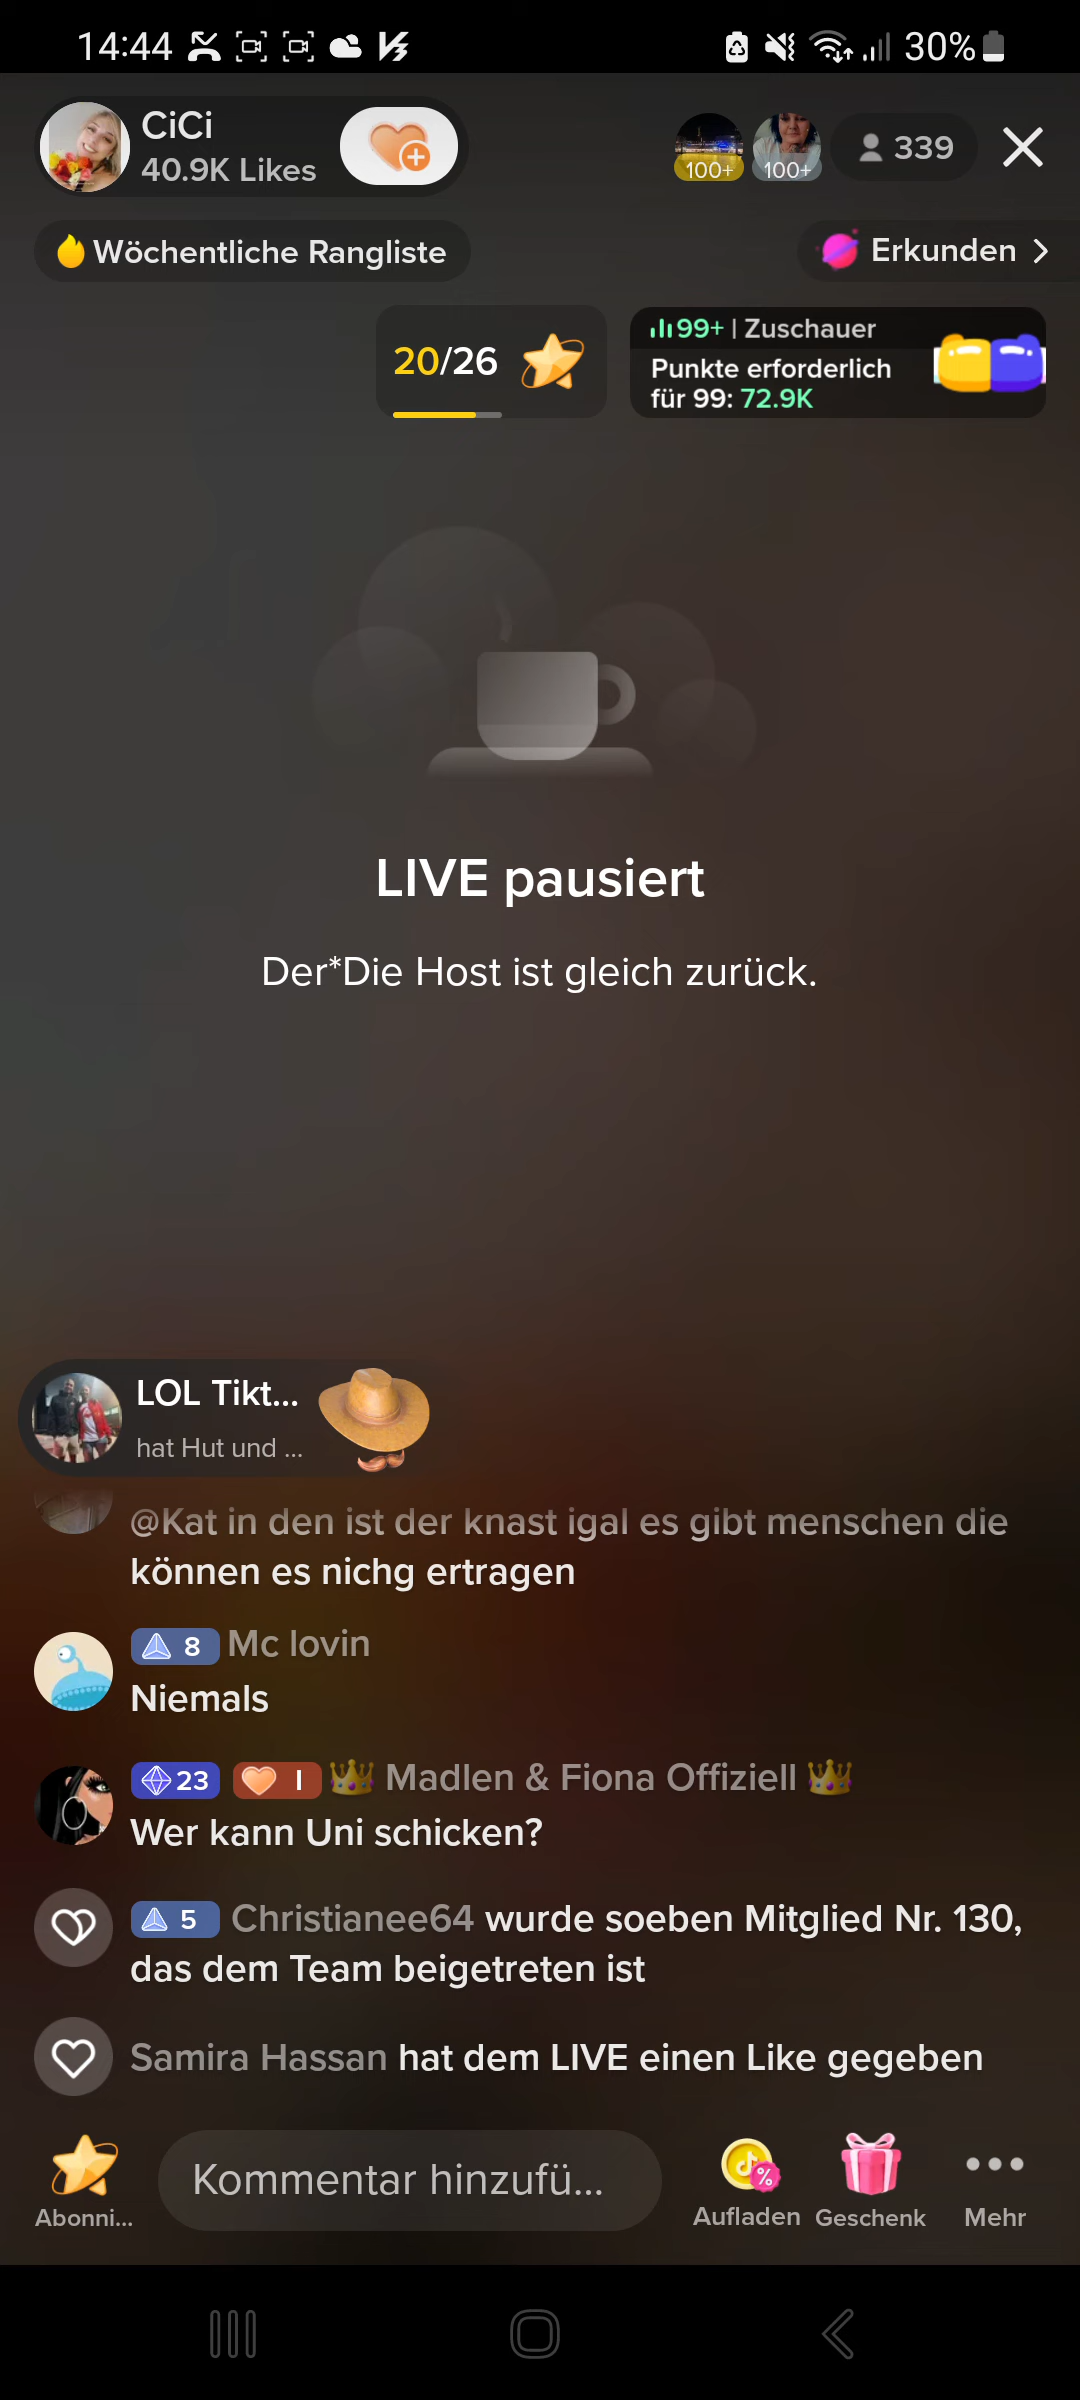 14:44
30%
CiCi
40.9K Likes
100+
100+
339
Wöchentliche Rangliste
Erkunden
20/26
99+ | Zuschauer
Punkte erforderlich
für 99: 72.9K
LIVE pausiert
Der*Die Host ist gleich zurück.
LOL Tikt...
hat Hut und ...
@Kat in den ist der knast igal es gibt menschen die
können es nichg ertragen
8 Mc lovin
Niemals
23 I Madlen & Fiona Offiziell
Wer kann Uni schicken?
5 Christianee64 wurde soeben Mitglied Nr. 130,
das dem Team beigetreten ist
Samira Hassan hat dem LIVE einen Like gegeben
Abonni...
Kommentar hinzufü...
%
Aufladen
Geschenk
Mehr